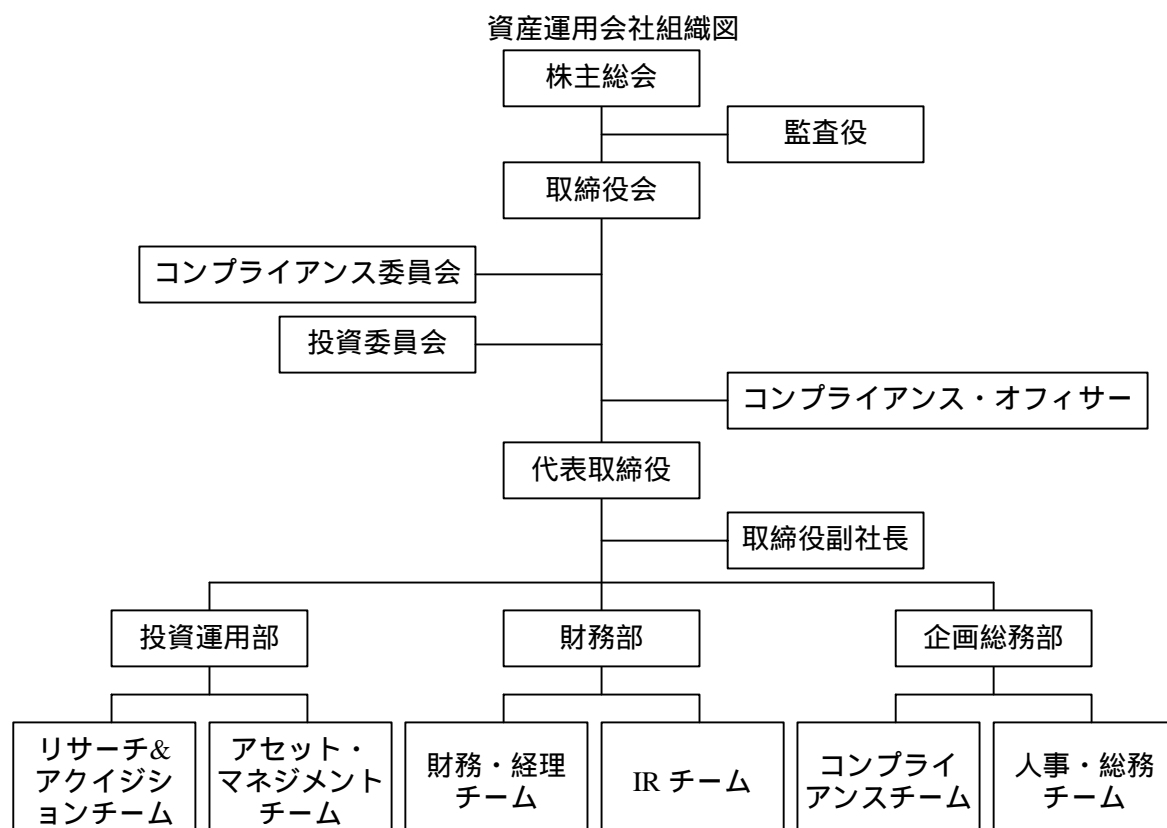 資産運用会社組織図
株主総会
監査役
取締役会
コンプライアンス委員会
投資委員会
コンプライアンス・オフィサー
代表取締役
取締役副社長
投資運用部
財務部
企画総務部
リサーチ&
アクイジシ
ョンチーム
アセット・
マネジメント
チーム
財務・経理
チーム
IR チーム
コンプライ
アンスチーム
人事・総務
チーム